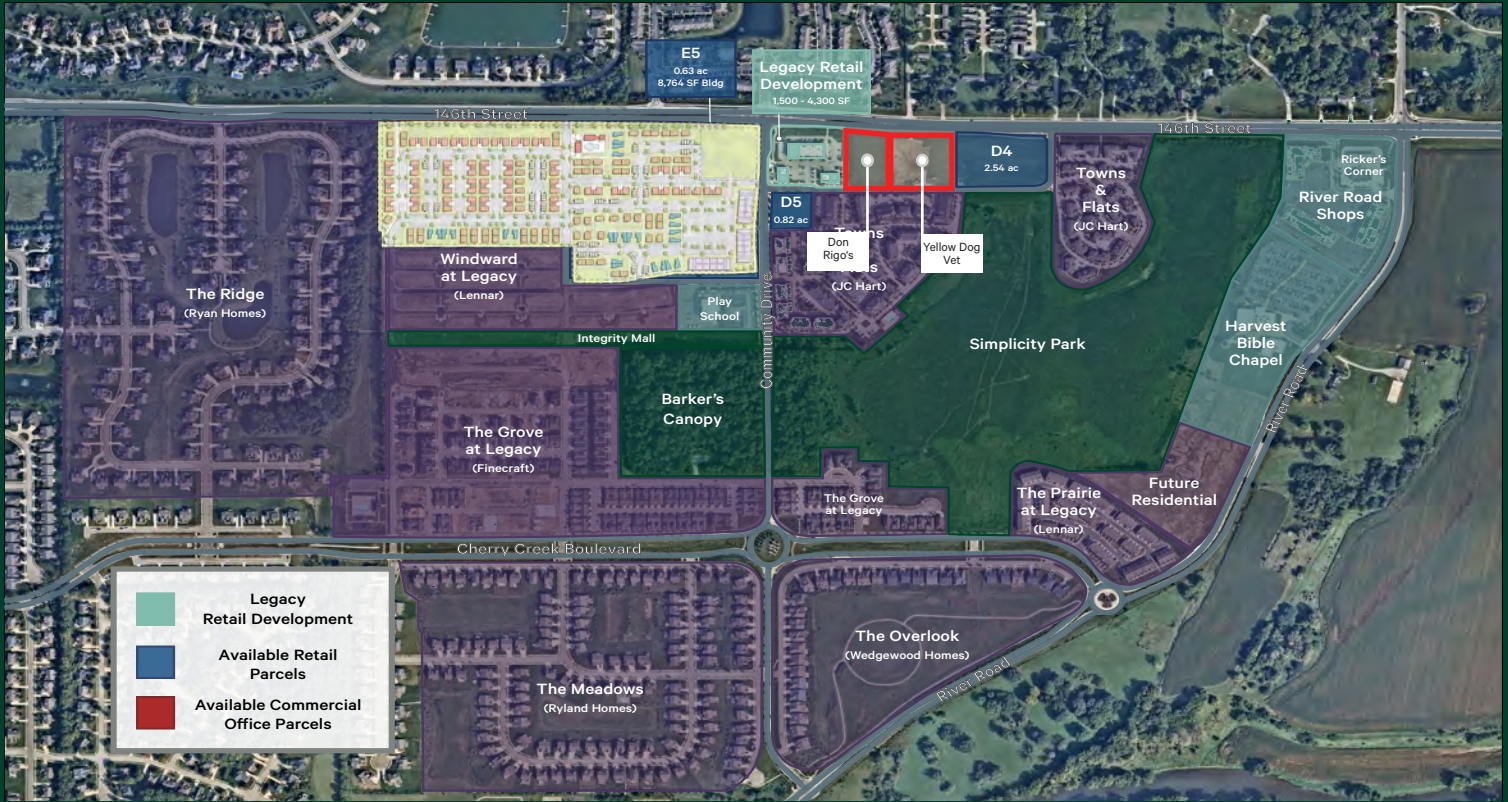 E5
0.63 ac
8,764 SF Bldg
Legacy Retail
Development
1,500 - 4,300 SF
146th Street
146th Street
D4
2.54 ac
D5
0.82 ac
Towns
&
Flats
(JC Hart)
Ricker's
Corner
River Road
Shops
Don
Rigo's
Yellow Dog
Vet
Towns
(JC Hart)
Windward
at Legacy
(Lennar)
The Ridge
(Ryan Homes)
Play
School
Integrity Mall
Community Drive
Simplicity Park
Harvest
Bible
Chapel
River Road
Barker's
Canopy
The Grove
at Legacy
(Finecraft)
The Grove
at Legacy
The Prairie
at Legacy
(Lennar)
Future
Residential
Cherry Creek Boulevard
The Overlook
(Wedgewood Homes)
River Road
The Meadows
(Ryland Homes)
Legacy
Retail Development
Available Retail
Parcels
Available Commercial
Office Parcels